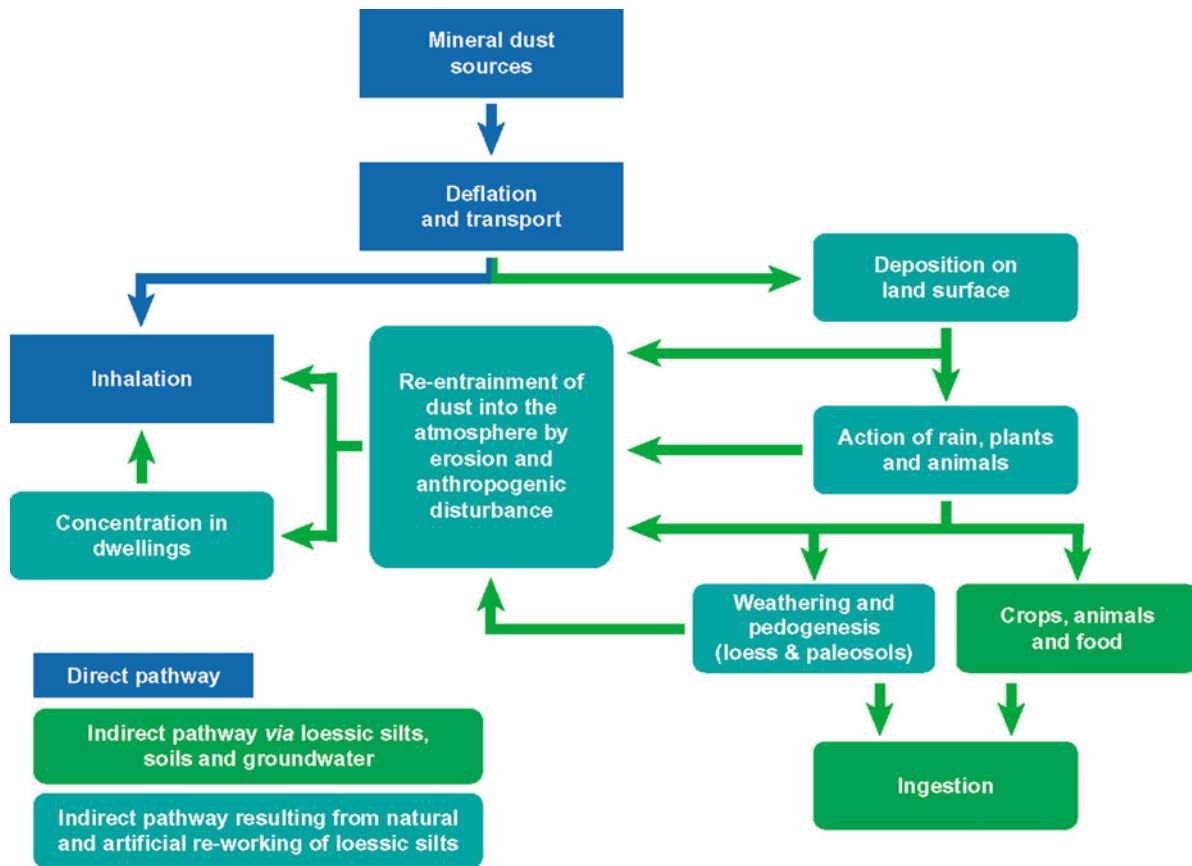 Mineral dust
sources
Deflation
and transport
Deposition on
land surface
Inhalation
Re-entrainment of
dust into the
atmosphere by
erosion and
anthropogenic
disturbance
Action of rain, plants
and animals
Concentration in
dwellings
Weathering and
pedogenesis
(loess & paleosols)
Crops, animals
and food
Direct pathway
Indirect pathway via loessic silts,
soils and groundwater
Ingestion
Indirect pathway resulting from natural
and artificial re-working of loessic silts